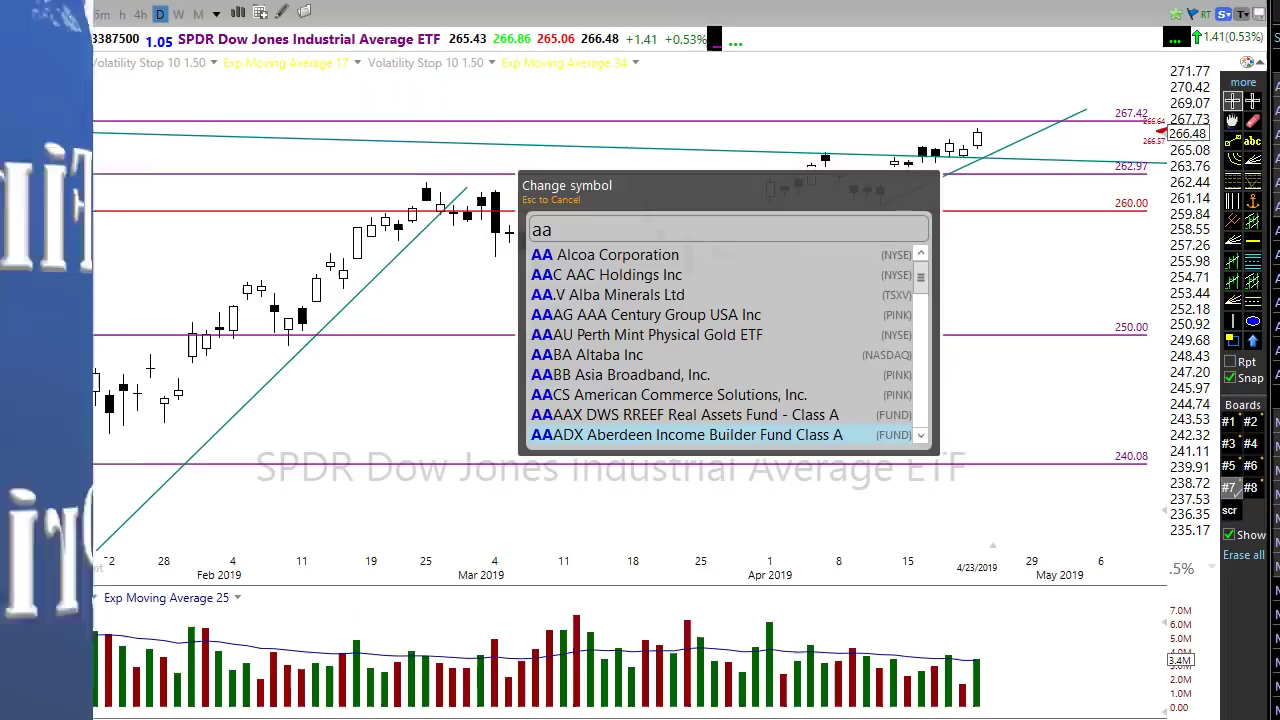 5m h 4h D W M RT S T
3387500 1.05 SPDR Dow Jones Industrial Average ETF 265.43 266.86 265.06 266.48 +1.41 +0.53% ... ... 1.41(0.53%)
Volatility Stop 10 1.50 Exp Moving Average 17 Volatility Stop 10 1.50 Exp Moving Average 34
271.77
270.42
269.07
267.42 267.73
266.48
265.08
263.76
262.97
262.44
261.14
260.00
259.84
258.55
257.26
255.98
254.71
253.44
252.18
250.92
250.00
249.68
248.43
247.20
245.97
244.74
243.53
242.32
241.11
240.08
239.91
238.72
237.53
236.35
235.17
Change symbol
Esc to Cancel
aa
AA Alcoa Corporation (NYSE)
AAC AAC Holdings Inc (NYSE)
AA.V Alba Minerals Ltd (TSXV)
AAAG AAA Century Group USA Inc (PINK)
AAAU Perth Mint Physical Gold ETF (NYSE)
AABA Altaba Inc (NASDAQ)
AABB Asia Broadband, Inc. (PINK)
AACS American Commerce Solutions, Inc. (PINK)
AAAAX DWS RREEF Real Assets Fund - Class A (FUND)
AAADX Aberdeen Income Builder Fund Class A (FUND)
SPDR Dow Jones Industrial Average ETF
28 4 11 19 25 4 11 18 25 1 8 15 4/23/2019 29 6
Feb 2019 Mar 2019 Apr 2019 May 2019
.5%
Exp Moving Average 25
7.0M
6.0M
5.0M
3.4M
2.0M
1.0M
0.00
more
abc
Rpt
Snap
Boards
#1 #2
#3 #4
#5 #6
#7 #8
scr
Show
Erase all